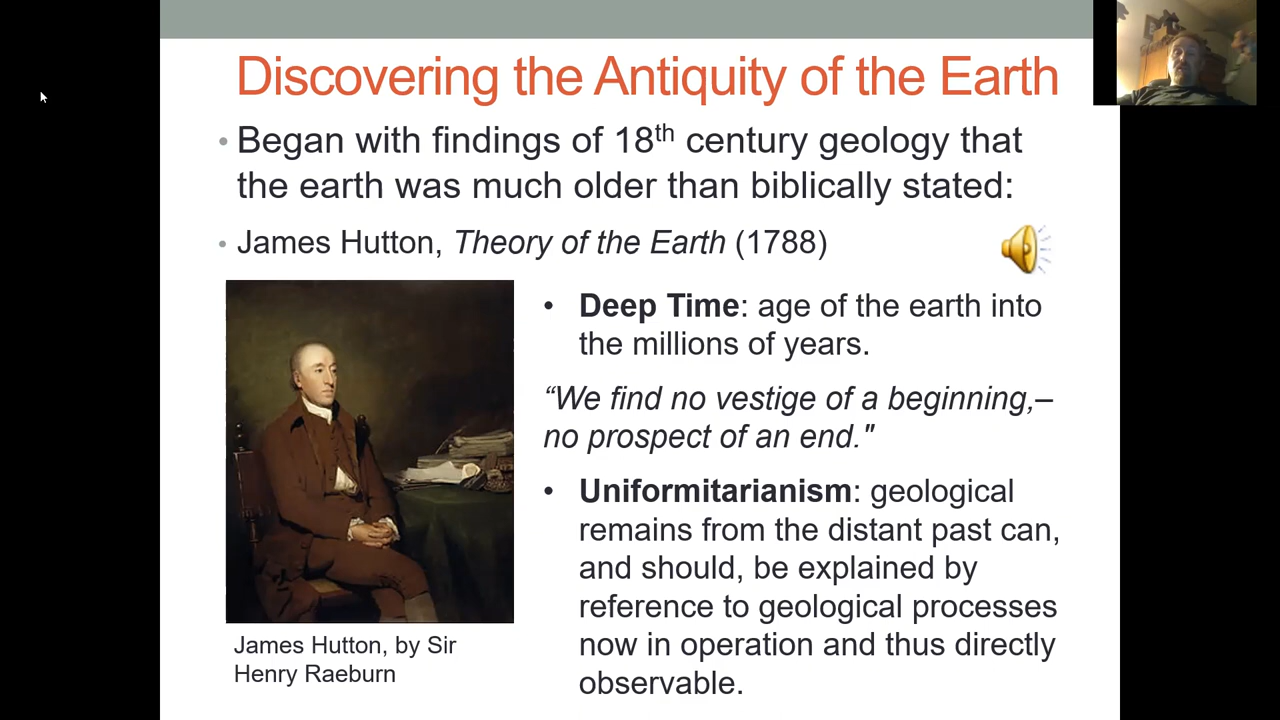 Discovering the Antiquity of the Earth
• Began with findings of 18th century geology that
the earth was much older than biblically stated:
• James Hutton, Theory of the Earth (1788)
• Deep Time: age of the earth into
the millions of years.
“We find no vestige of a beginning,–
no prospect of an end."
• Uniformitarianism: geological
remains from the distant past can,
and should, be explained by
reference to geological processes
now in operation and thus directly
observable.
James Hutton, by Sir
Henry Raeburn